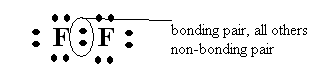 bonding pair, all others
F F
non-bonding pair